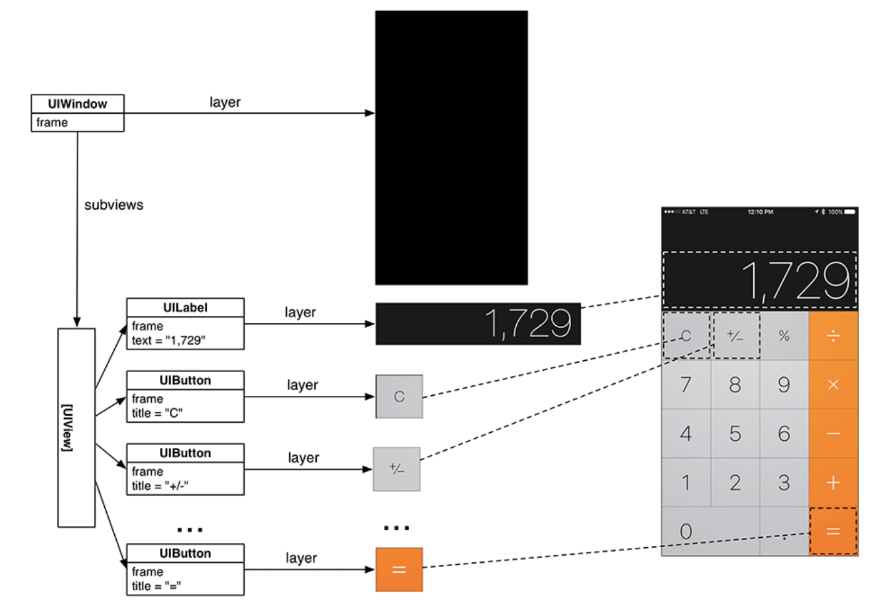 UIWindow
frame
layer
subviews
[UIView]
UILabel
frame
text = "1,729"
layer
1,729
UIButton
frame
title = "C"
layer
C
UIButton
frame
title = "+/-"
layer
+/-
...
...
UIButton
frame
title = "="
layer
=
AT&T LTE 12:10 PM 100%
1,729
C +/- % ÷
7 8 9 ×
4 5 6 −
1 2 3 +
0 . =